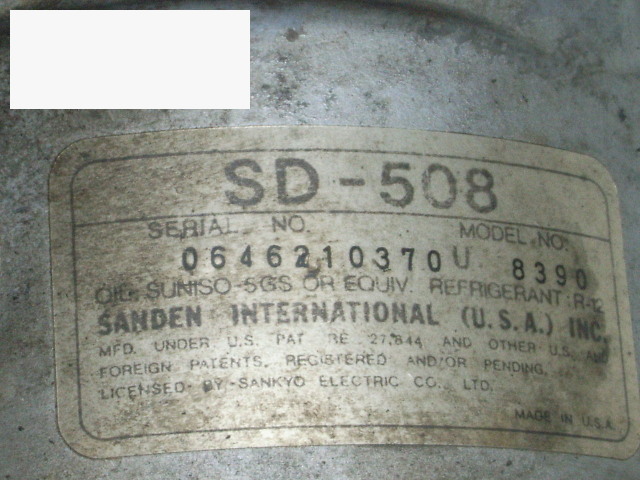 SD-508
SERIAL NO. MODEL NO.
0646210370 U 8390
OIL: SUNISO-5GS OR EQUIV. REFRIGERANT: R-12
SANDEN INTERNATIONAL (U.S.A.) INC.
MFD. UNDER U.S. PAT RE 27,844 AND OTHER U.S. AND
FOREIGN PATENTS, REGISTERED AND/OR PENDING.
LICENSED BY SANKYO ELECTRIC CO., LTD.
MADE IN U.S.A.